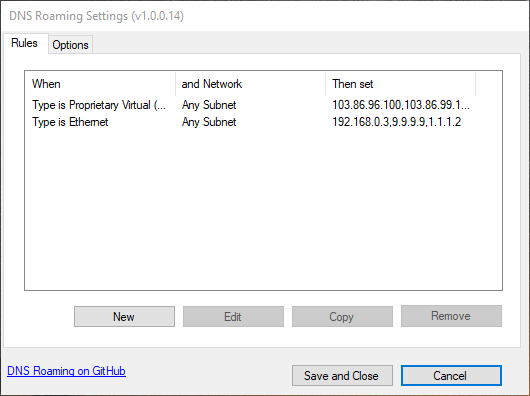 DNS Roaming Settings (v1.0.0.14)
Rules Options
When and Network Then set
Type is Proprietary Virtual (... Any Subnet 103.86.96.100,103.86.99.1...
Type is Ethernet Any Subnet 192.168.0.3,9.9.9.9,1.1.1.2
New Edit Copy Remove
DNS Roaming on GitHub
Save and Close Cancel